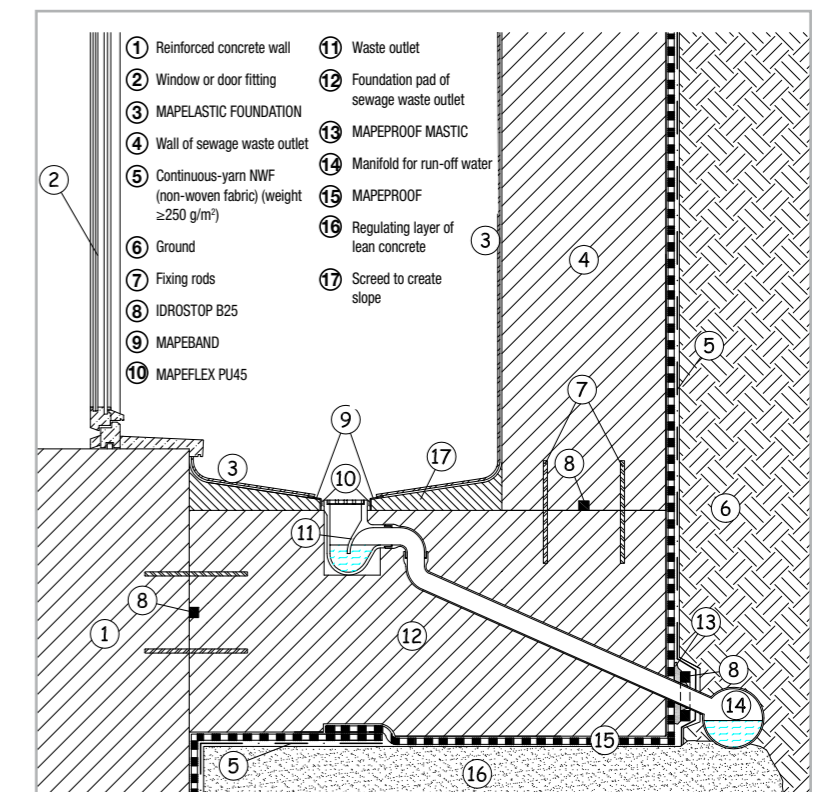 1 Reinforced concrete wall
2 Window or door fitting
3 MAPELASTIC FOUNDATION
4 Wall of sewage waste outlet
5 Continuous-yarn NWF
(non-woven fabric) (weight
≥250 g/m²)
6 Ground
7 Fixing rods
8 IDROSTOP B25
9 MAPEBAND
10 MAPEFLEX PU45
11 Waste outlet
12 Foundation pad of
sewage waste outlet
13 MAPEPROOF MASTIC
14 Manifold for run-off water
15 MAPEPROOF
16 Regulating layer of
lean concrete
17 Screed to create
slope
2
3
4
5
7
9
3
10
17
8
6
11
8
1
12
13
8
14
15
5
16